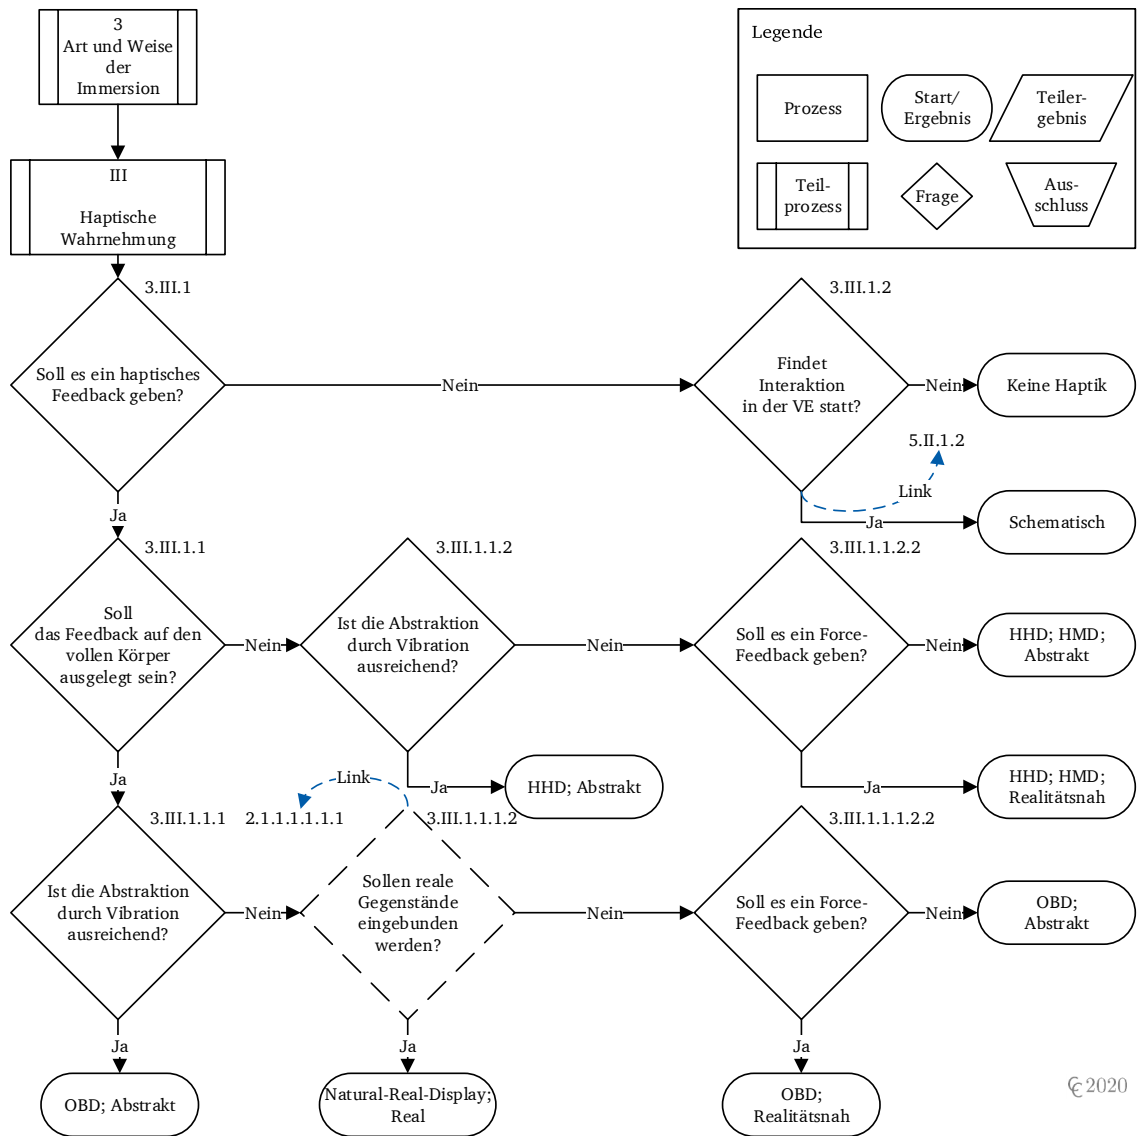 3
Art und Weise
der
Immersion
Legende
Prozess
Start/
Ergebnis
Teiler-
gebnis
Teil-
prozess
Frage
Aus-
schluss
III
Haptische
Wahrnehmung
3.III.1
Soll es ein haptisches
Feedback geben?
Nein
3.III.1.2
Findet
Interaktion
in der VE statt?
Nein
Keine Haptik
5.II.1.2
Link
Ja
Schematisch
Ja
3.III.1.1
Soll
das Feedback auf den
vollen Körper
ausgelegt sein?
Nein
3.III.1.1.2
Ist die Abstraktion
durch Vibration
ausreichend?
Nein
3.III.1.1.2.2
Soll es ein Force-
Feedback geben?
Nein
HHD; HMD;
Abstrakt
Ja
Link
Ja
HHD; Abstrakt
Ja
HHD; HMD;
Realitätsnah
3.III.1.1.1
Ist die Abstraktion
durch Vibration
ausreichend?
Nein
2.1.1.1.1.1.1
3.III.1.1.1.2
Sollen reale
Gegenstände
eingebunden
werden?
Nein
3.III.1.1.1.2.2
Soll es ein Force-
Feedback geben?
Nein
OBD;
Abstrakt
Ja
OBD; Abstrakt
Ja
Natural-Real-Display;
Real
Ja
OBD;
Realitätsnah
2020